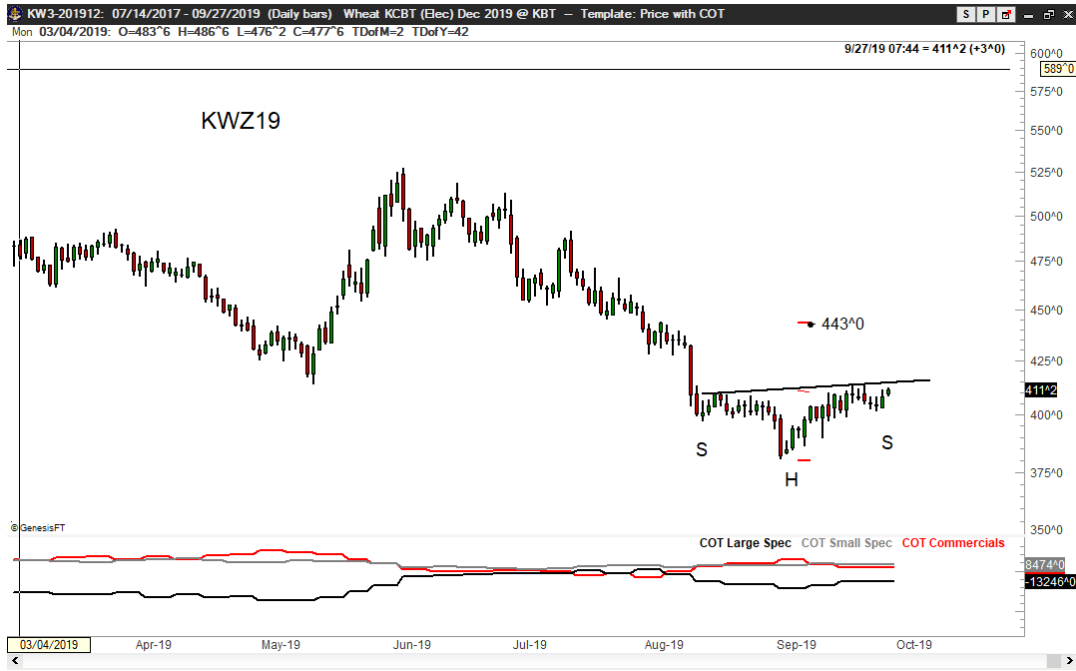 KW3-201912: 07/14/2017 - 09/27/2019 (Daily bars) Wheat KCBT (Elec) Dec 2019 @ KBT – Template: Price with COT
S P
Mon 03/04/2019: O=483^6 H=486^6 L=476^2 C=477^6 TDofM=2 TDofY=42
9/27/19 07:44 = 411^2 (+3^0)
600^0
589^0
575^0
KWZ19
550^0
525^0
500^0
475^0
450^0
443^0
425^0
411^2
400^0
S
S
375^0
H
350^0
©GenesisFT
COT Large Spec COT Small Spec COT Commercials
8474^0
-13246^0
03/04/2019 Apr-19 May-19 Jun-19 Jul-19 Aug-19 Sep-19 Oct-19